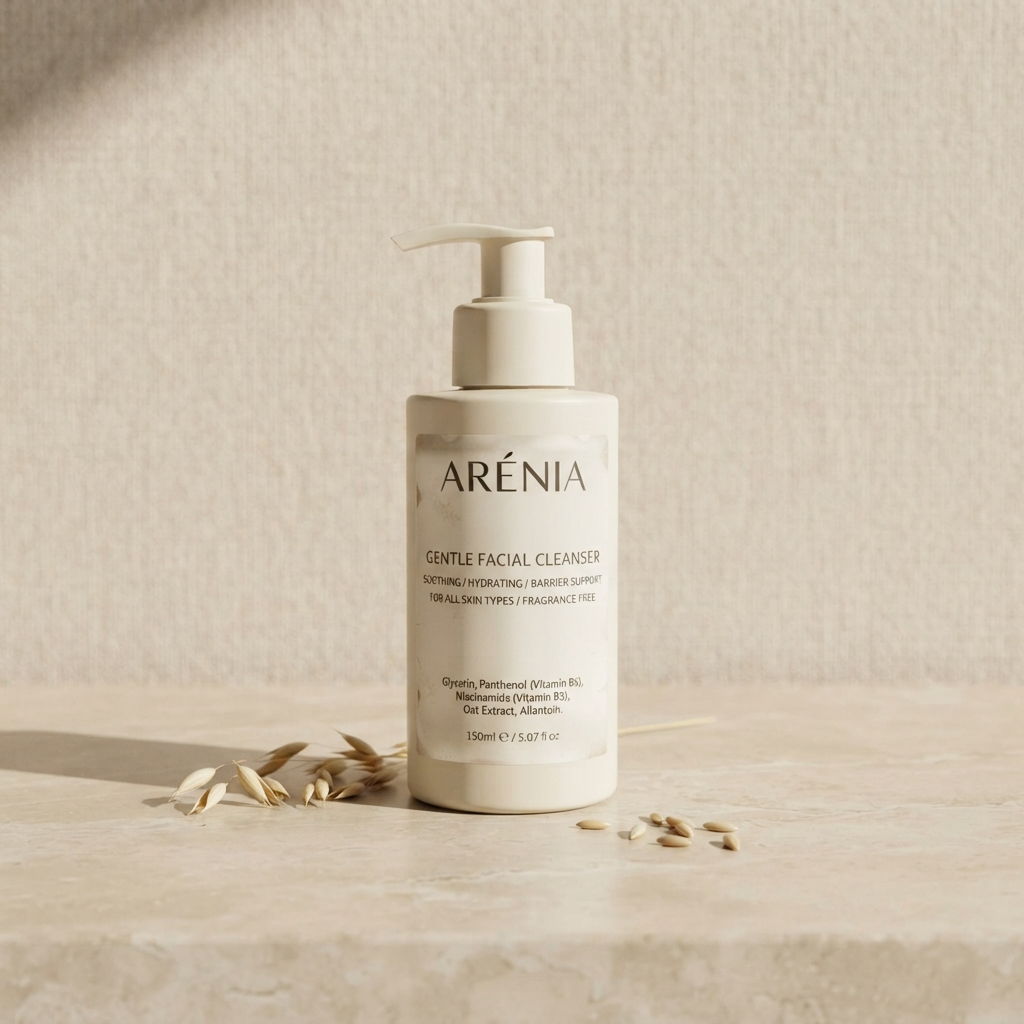 ARÉNIA
GENTLE FACIAL CLEANSER
SOOTHING / HYDRATING / BARRIER SUPPORT
FOR ALL SKIN TYPES / FRAGRANCE FREE
Glycerin, Panthenol (Vitamin B5),
Niscinamids (Vitamin B3),
Oat Extract, Allantoih.
150ml ℮ / 5.07 fl oz